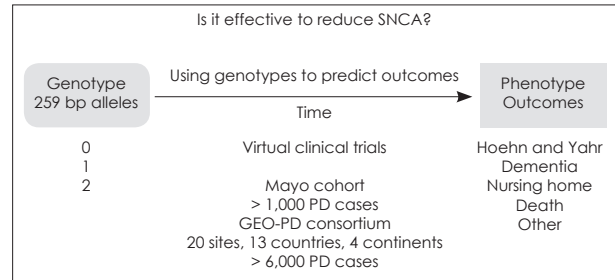 Is it effective to reduce SNCA?
Genotype
259 bp alleles
Using genotypes to predict outcomes
Time
Phenotype
Outcomes
0
1
2
Virtual clinical trials
Mayo cohort
> 1,000 PD cases
GEO-PD consortium
20 sites, 13 countries, 4 continents
> 6,000 PD cases
Hoehn and Yahr
Dementia
Nursing home
Death
Other